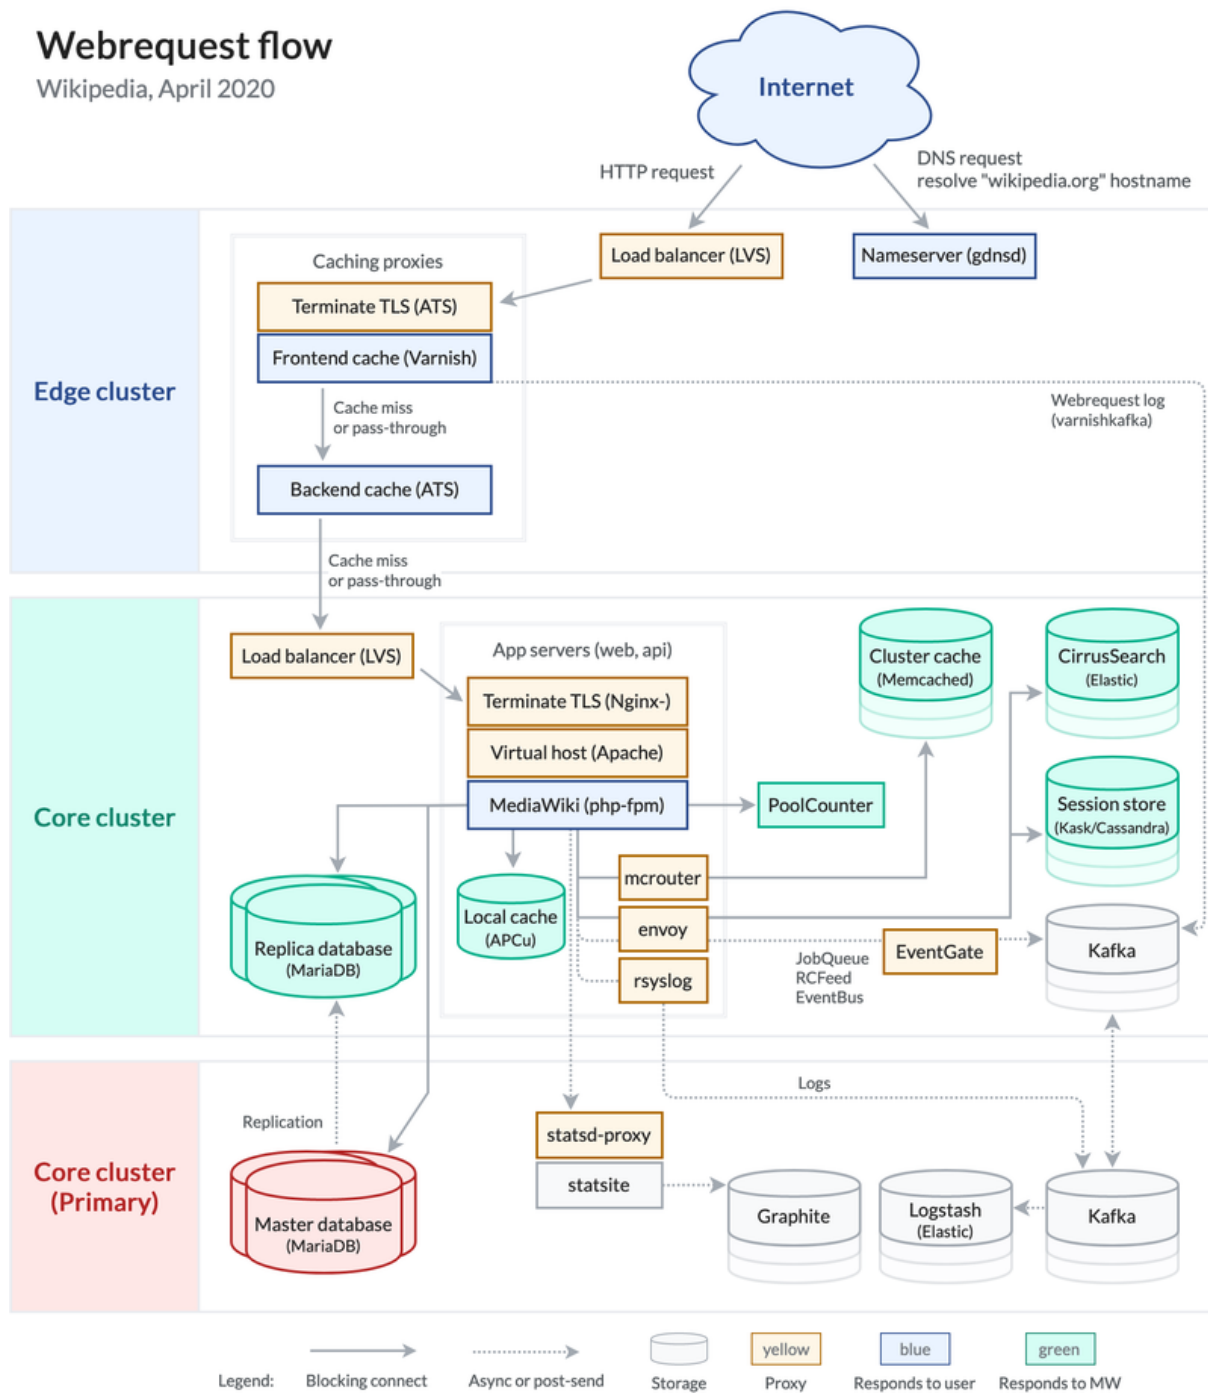 Webrequest flow
Wikipedia, April 2020
Internet
HTTP request
DNS request
resolve "wikipedia.org" hostname
Load balancer (LVS)
Nameserver (gdnsd)
Caching proxies
Terminate TLS (ATS)
Frontend cache (Varnish)
Edge cluster
Cache miss
or pass-through
Webrequest log
(varnishkafka)
Backend cache (ATS)
Cache miss
or pass-through
Load balancer (LVS)
App servers (web, api)
Cluster cache
(Memcached)
CirrusSearch
(Elastic)
Terminate TLS (Nginx-)
Virtual host (Apache)
MediaWiki (php-fpm)
PoolCounter
Session store
(Kask/Cassandra)
Core cluster
mcrouter
Local cache
(APCu)
envoy
Replica database
(MariaDB)
rsyslog
JobQueue
RCFeed
EventBus
EventGate
Kafka
Logs
Replication
Core cluster
(Primary)
statsd-proxy
statsite
Master database
(MariaDB)
Graphite
Logstash
(Elastic)
Kafka
Legend:
Blocking connect
Async or post-send
Storage
yellow
Proxy
blue
Responds to user
green
Responds to MW